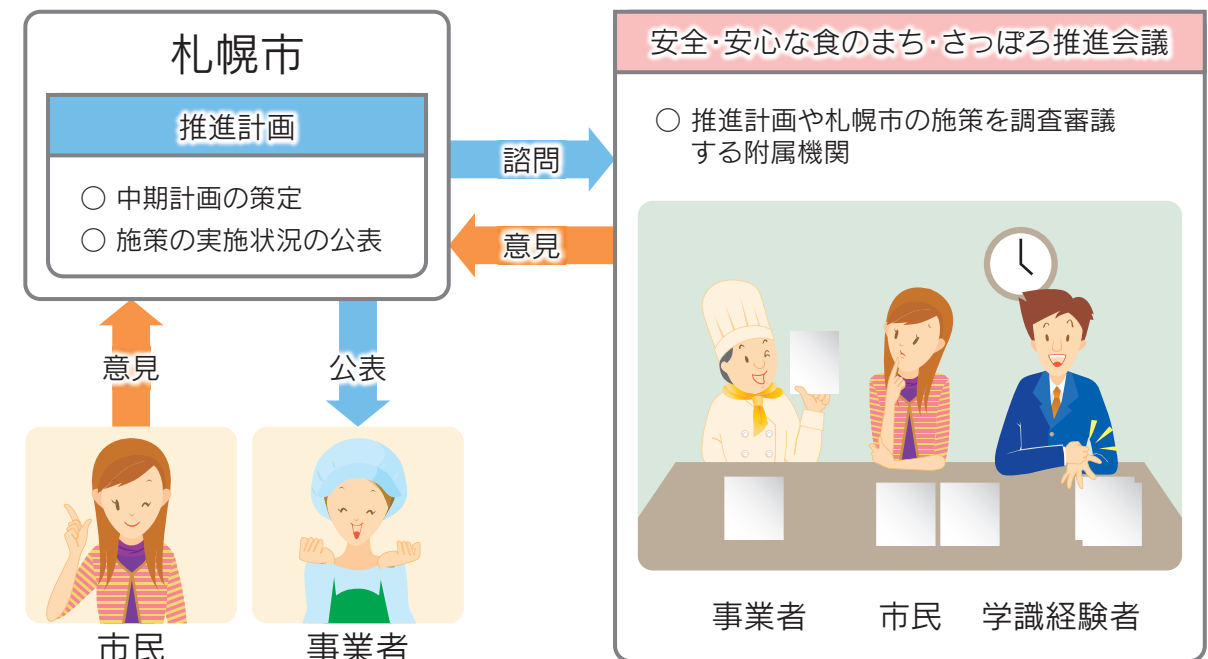 札幌市
推進計画
○ 中期計画の策定
○ 施策の実施状況の公表
諮問
意見
意見
公表
市民
事業者
安全・安心な食のまち・さっぽろ推進会議
○ 推進計画や札幌市の施策を調査審議
する附属機関
事業者
市民
学識経験者